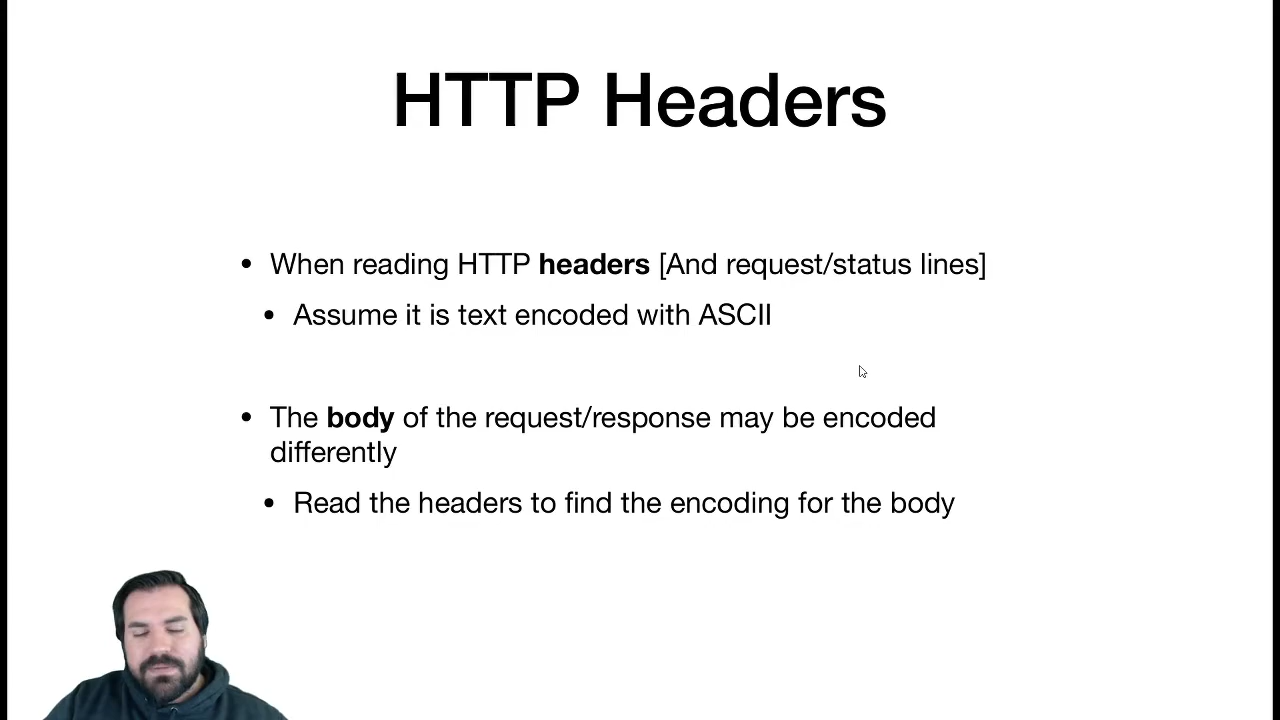 HTTP Headers
• When reading HTTP headers [And request/status lines]
• Assume it is text encoded with ASCII
• The body of the request/response may be encoded
differently
• Read the headers to find the encoding for the body